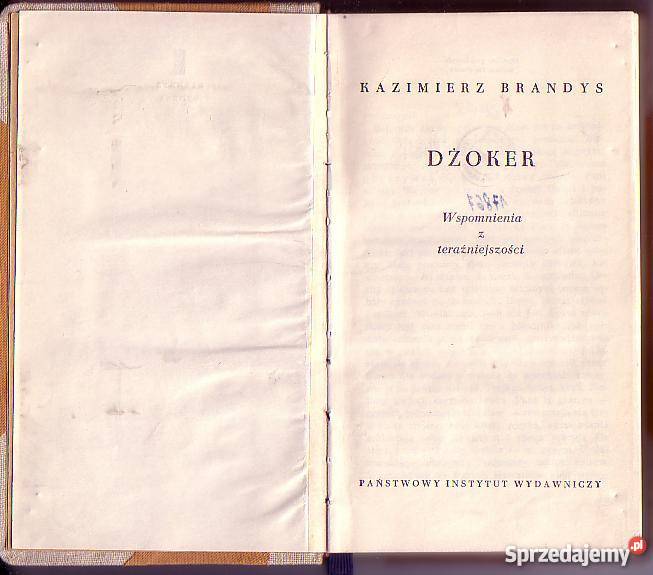 KAZIMIERZ BRANDYS
DŻOKER
Wspomnienia
z
teraźniejszości
PAŃSTWOWY INSTYTUT WYDAWNICZY
Sprzedajemy.pl